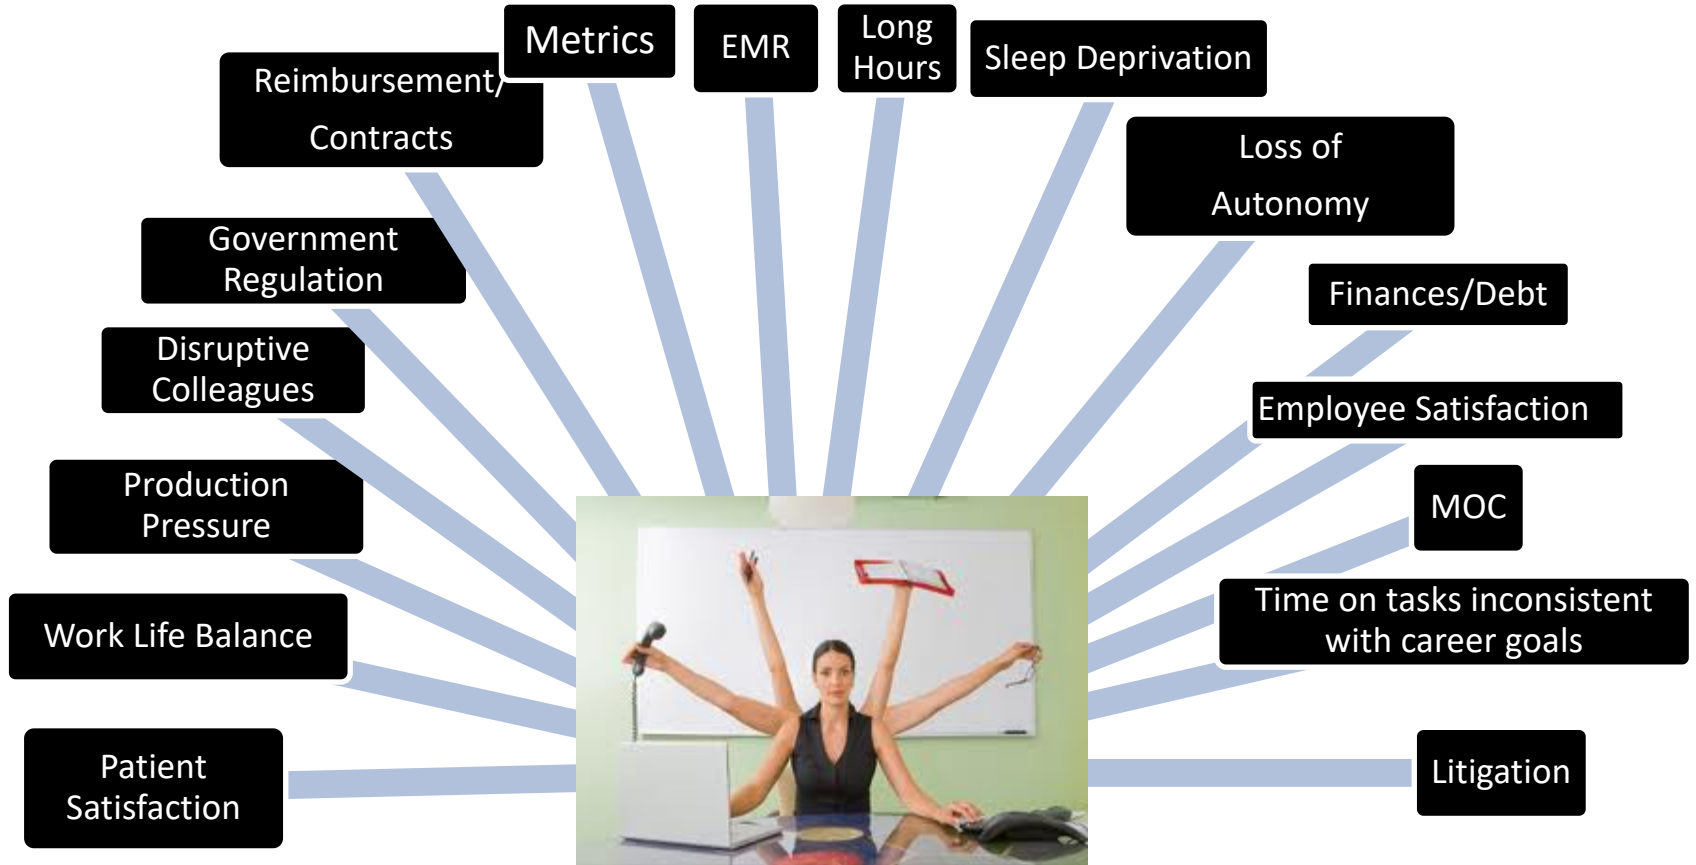 Metrics
EMR
Long
Hours
Sleep Deprivation
Reimbursement/
Contracts
Loss of
Autonomy
Government
Regulation
Finances/Debt
Disruptive
Colleagues
Employee Satisfaction
Production
Pressure
MOC
Work Life Balance
Time on tasks inconsistent
with career goals
Patient
Satisfaction
Litigation